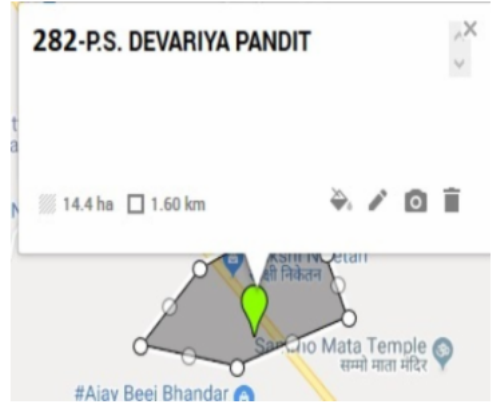 282-P.S. DEVARIYA PANDIT
14.4 ha 1.60 km
निकेतन
Mata Temple
सम्मो माता मंदिर
#Ajay Beej Bhandar